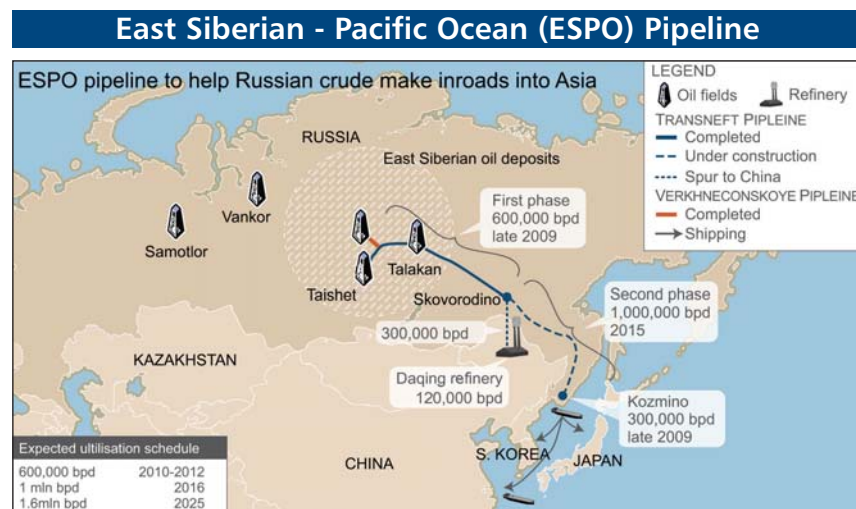 East Siberian - Pacific Ocean (ESPO) Pipeline
ESPO pipeline to help Russian crude make inroads into Asia
LEGEND
Oil fields
Refinery
TRANSNEFT PIPLEINE
Completed
Under construction
Spur to China
VERKHNECONSKOYE PIPLEINE
Completed
Shipping
RUSSIA
East Siberian oil deposits
First phase
600,000 bpd
late 2009
Vankor
Samotlor
Talakan
Taishet
Skovorodino
Second phase
1,000,000 bpd
2015
300,000 bpd
KAZAKHSTAN
Daqing refinery
120,000 bpd
Kozmino
300,000 bpd
late 2009
S. KOREA
JAPAN
CHINA
Expected ultilisation schedule
600,000 bpd 2010-2012
1 mln bpd 2016
1.6mln bpd 2025